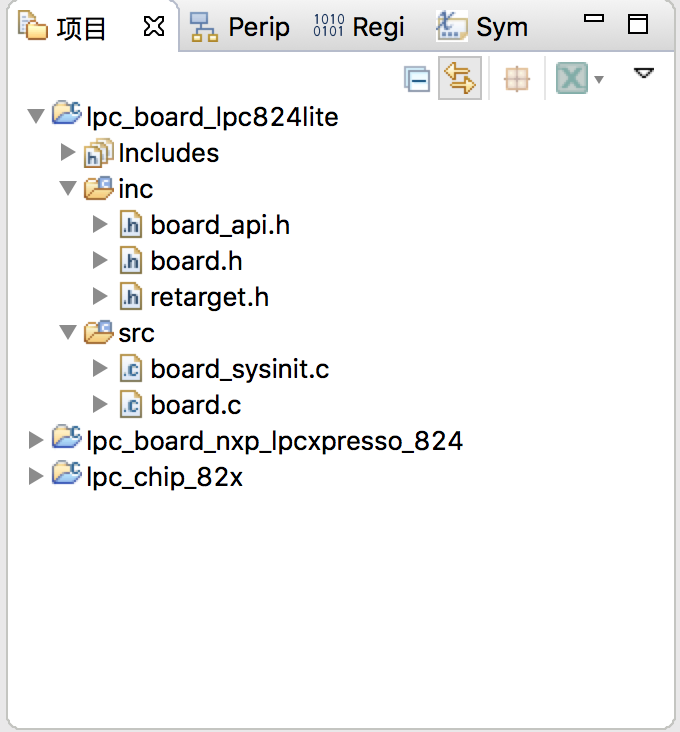 项目 Perip 1010 0101 Regi Sym
lpc_board_lpc824lite
Includes
inc
board_api.h
board.h
retarget.h
src
board_sysinit.c
board.c
lpc_board_nxp_lpcxpresso_824
lpc_chip_82x